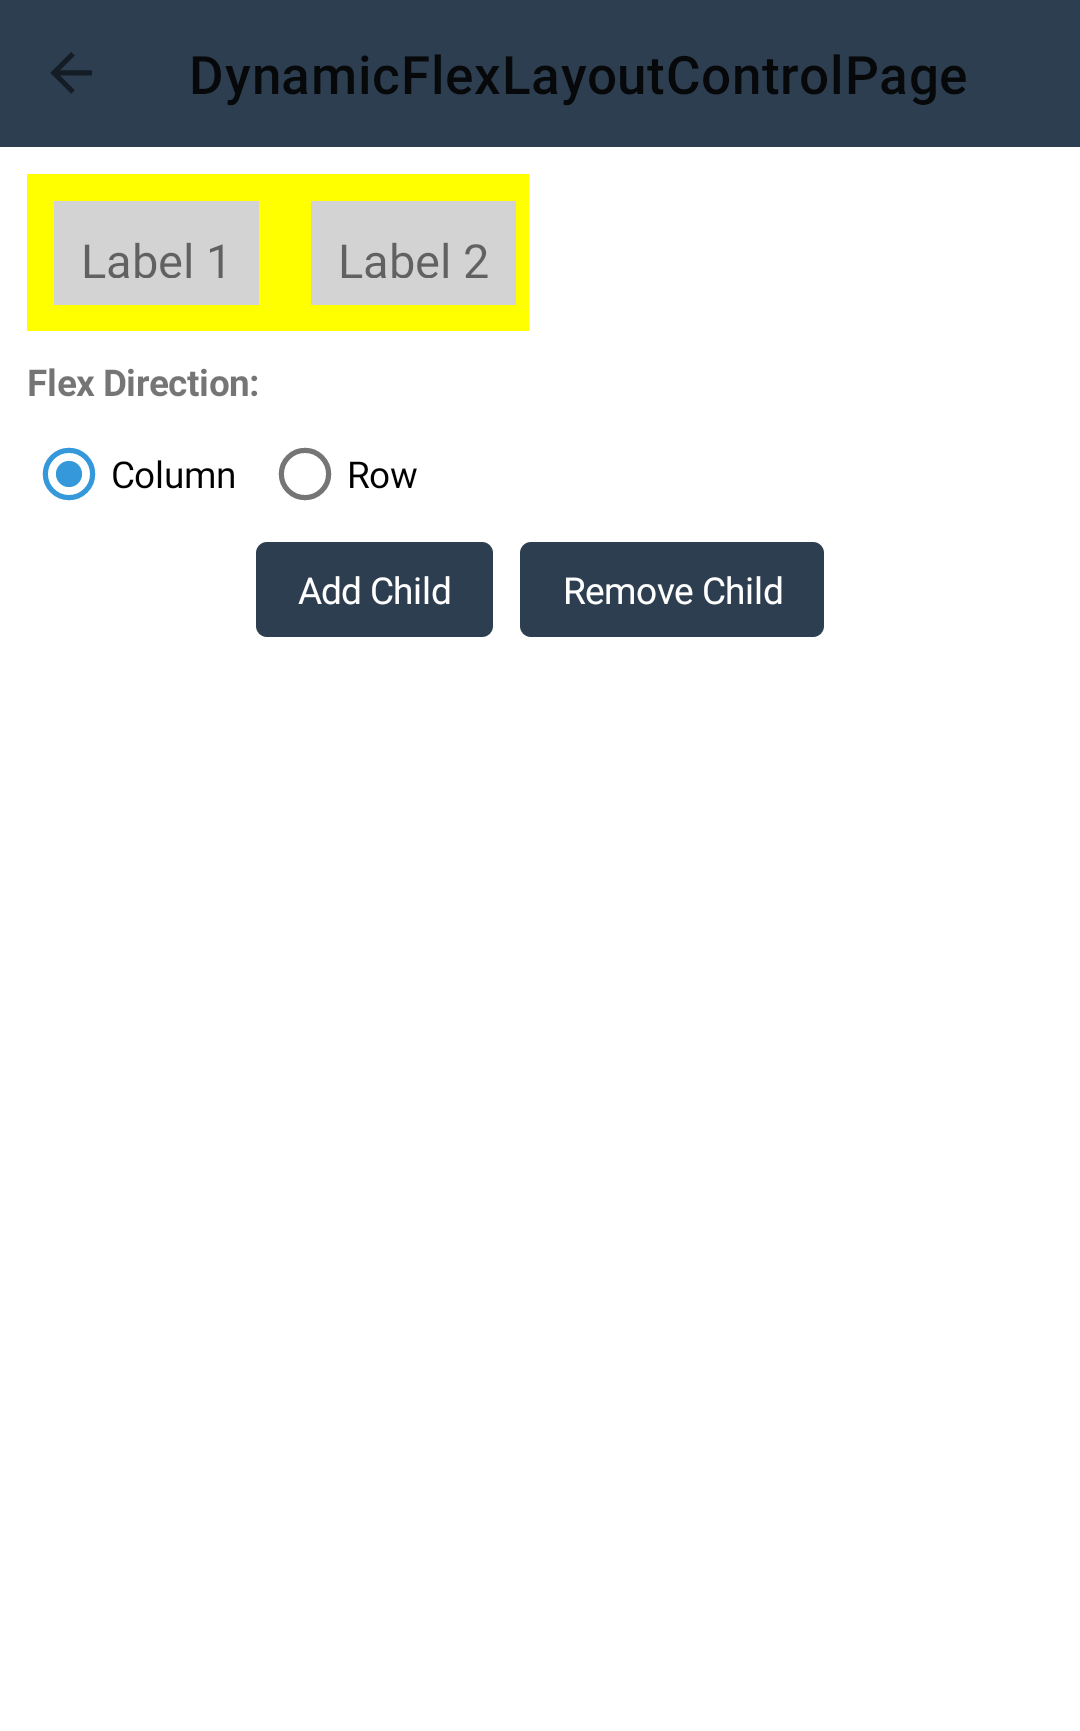 DynamicFlexLayoutControlPage
Label 1 Label 2
Flex Direction:
Column Row
Add Child Remove Child